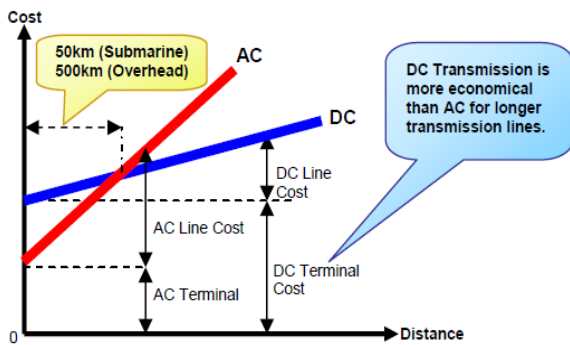 Cost
50km (Submarine)
500km (Overhead)
AC
DC Transmission is
more economical
than AC for longer
transmission lines.
DC
DC Line
Cost
AC Line Cost
DC Terminal
Cost
AC Terminal
0
Distance